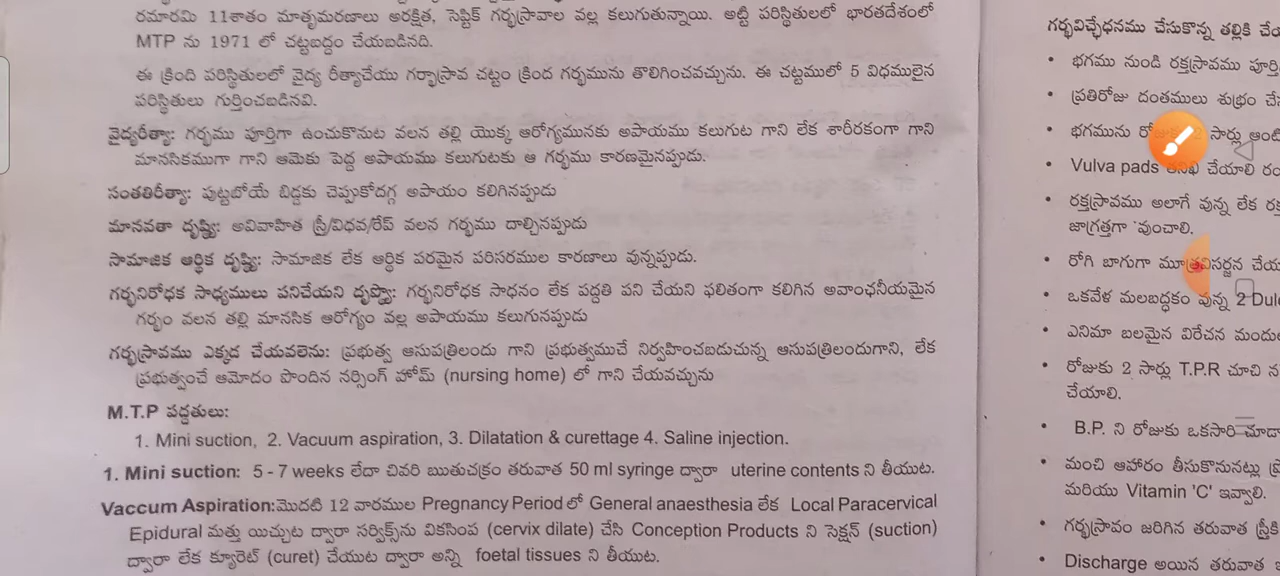 రమారమి 11శాతం మాతృమరణాలు అరక్షిత, సెప్టిక్ గర్భస్రావాల వల్ల కలుగుతున్నాయి. అట్టి పరిస్థితులలో భారతదేశంలో
MTP ను 1971 లో చట్టబద్దం చేయబడినది.
ఈ క్రింది పరిస్థితులలో వైద్య రీత్యాచేయు గర్భాస్రావ చట్టం క్రింద గర్భమును తొలిగించవచ్చును. ఈ చట్టములో 5 విధములైన
పరిస్థితులు గుర్తించబడినవి.
వైద్యరీత్యా: గర్భము పూర్తిగా ఉంచుకొనుట వలన తల్లి యొక్క ఆరోగ్యమునకు అపాయము కలుగుట గాని లేక శారీరకంగా గాని
మానసికముగా గాని ఆమెకు పెద్ద అపాయము కలుగుటకు ఆ గర్భము కారణమైనప్పుడు.
సంతతిరీత్యా: పుట్టబోయే బిడ్డకు చెప్పుకోదగ్గ అపాయం కలిగినప్పుడు
మానవతా దృష్ట్యి: అవివాహిత స్త్రీ/విధవ/రేప్ వలన గర్భము దాల్చినప్పుడు
సామాజిక ఆర్థిక దృష్ట్యి: సామాజిక లేక ఆర్థిక పరమైన పరిసరముల కారణాలు వున్నప్పుడు.
గర్భనిరోధక సాధ్యములు పనిచేయని దృష్ట్యా: గర్భనిరోధక సాధనం లేక పద్దతి పని చేయని ఫలితంగా కలిగిన అవాంఛనీయమైన
గర్భం వలన తల్లి మానసిక ఆరోగ్యం వల్ల అపాయము కలుగునప్పుడు
గర్భస్రావము ఎక్కడ చేయవలెను: ప్రభుత్వ ఆసుపత్రిలందు గాని ప్రభుత్వముచే నిర్వహించబడుచున్న ఆసుపత్రిలందుగాని, లేక
ప్రభుత్వంచే ఆమోదం పొందిన నర్సింగ్ హోమ్ (nursing home) లో గాని చేయవచ్చును
M.T.P పద్దతులు:
1. Mini suction, 2. Vacuum aspiration, 3. Dilatation & curettage 4. Saline injection.
1. Mini suction: 5 - 7 weeks లేదా చివరి ఋతుచక్రం తరువాత 50 ml syringe ద్వారా uterine contents ని తీయుట.
Vaccum Aspiration:మొదటి 12 వారముల Pregnancy Period లో General anaesthesia లేక Local Paracervical
Epidural మత్తు యిచ్చుట ద్వారా సర్విక్స్‌ను వికసింప (cervix dilate) చేసి Conception Products ని సెక్షన్ (suction)
ద్వారా లేక క్యూరెట్ (curet) చేయుట ద్వారా అన్ని foetal tissues ని తీయుట.
గర్భవిచ్ఛేధనము చేసుకొన్న తల్లికి
• భగము నుండి రక్తస్రావము
• ప్రతిరోజు దంతములు శుభ్రం
• భగమును 2 సార్లు
• Vulva pads చేయాలి
• రక్తస్రావము అలాగే వున్న లేక
జాగ్రత్తగా వుంచాలి.
• రోగి బాగుగా మూత్రవిసర్జన
• ఒకవేళ మలబద్ధకం వున్న 2
• ఎనిమా బలమైన విరేచన
• రోజుకు 2 సార్లు T.P.R చూచి
చేయాలి.
• B.P. ని రోజుకు ఒకసారి
• మంచి ఆహారం తీసుకొనునట్లు
మరియు Vitamin 'C' ఇవ్వాలి.
• గర్భస్రావం జరిగిన తరువాత
• Discharge అయిన తరువాత